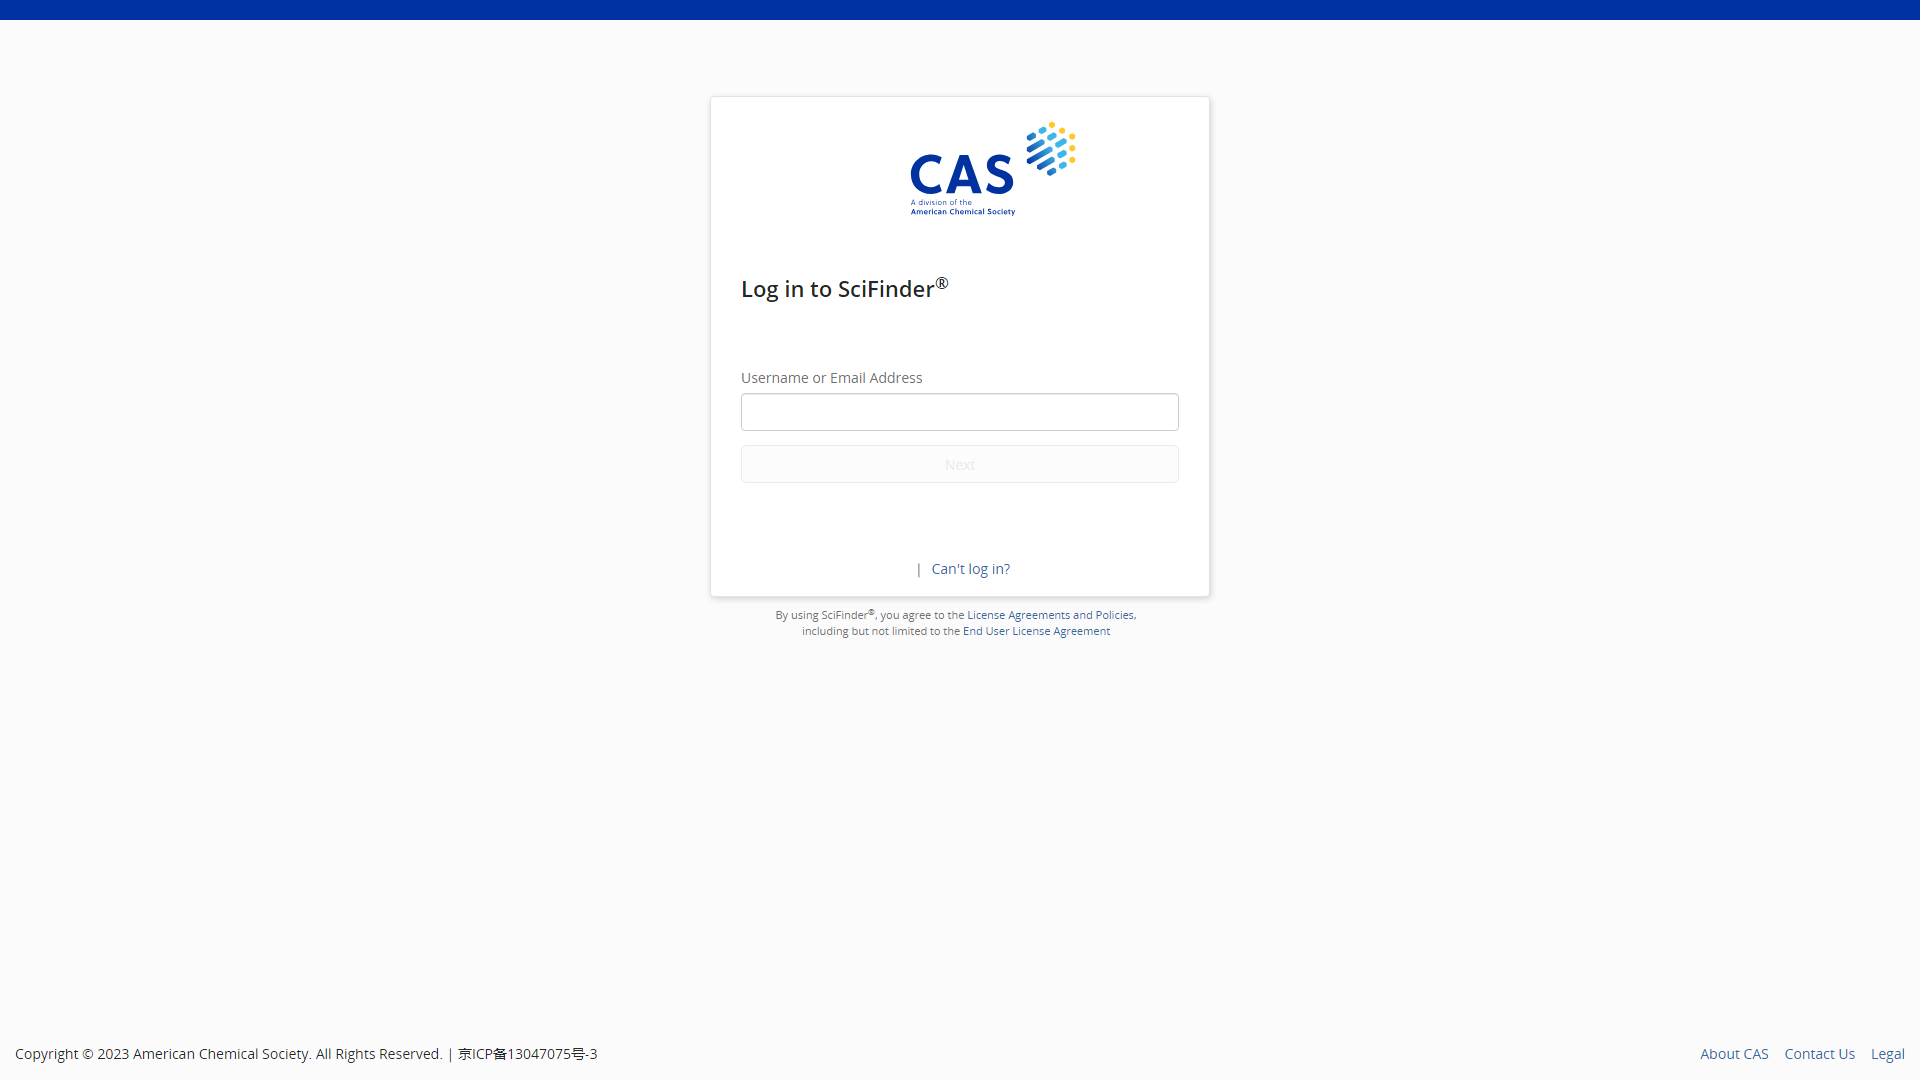 CAS
A division of the
American Chemical Society
Log in to SciFinder®
Username or Email Address
Next
| Can't log in?
By using SciFinder®, you agree to the License Agreements and Policies,
including but not limited to the End User License Agreement
Copyright © 2023 American Chemical Society. All Rights Reserved. | 京ICP备13047075号-3
About CAS Contact Us Legal